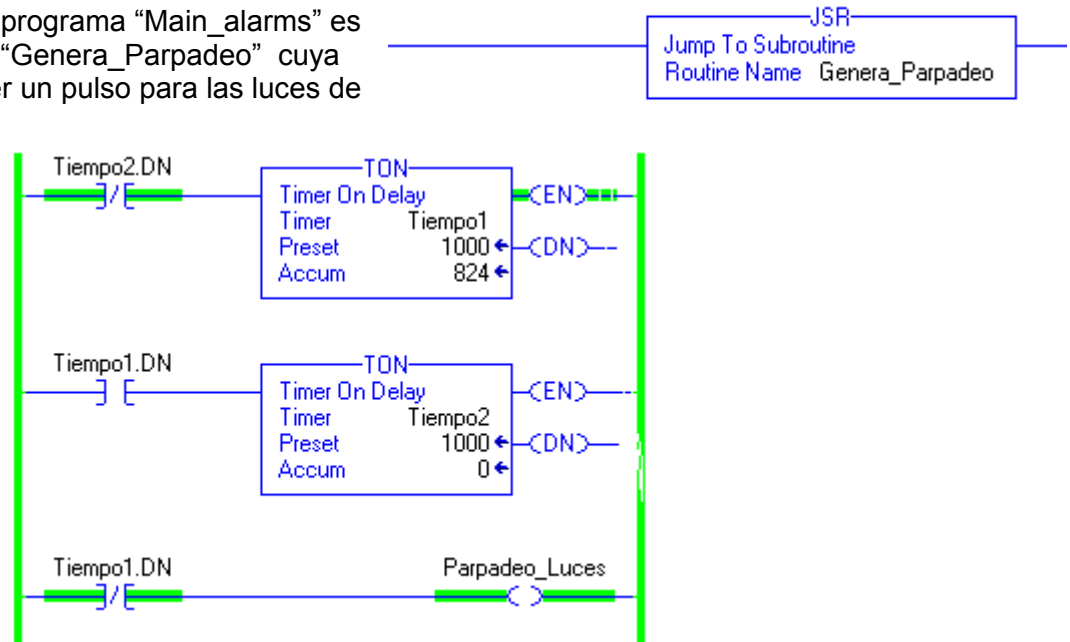 programa “Main_alarms” es
“Genera_Parpadeo” cuya
un pulso para las luces de
JSR
Jump To Subroutine
Routine Name Genera_Parpadeo
Tiempo2.DN
TON
Timer On Delay
Timer Tiempo1
Preset 1000
Accum 824
EN
DN
Tiempo1.DN
TON
Timer On Delay
Timer Tiempo2
Preset 1000
Accum 0
EN
DN
Tiempo1.DN
Parpadeo_Luces